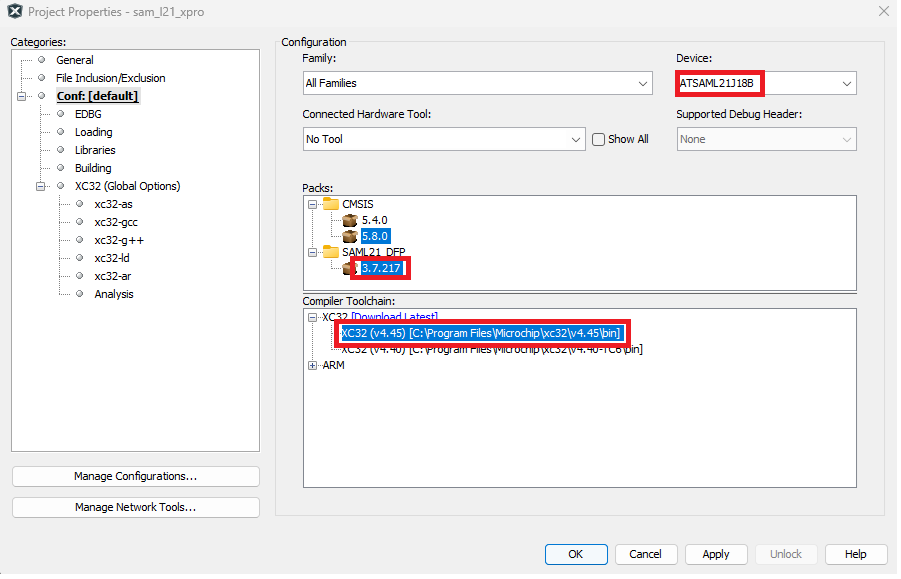 Project Properties - sam_l21_xpro
Categories:
General
File Inclusion/Exclusion
Conf: [default]
EDBG
Loading
Libraries
Building
XC32 (Global Options)
xc32-as
xc32-gcc
xc32-g++
xc32-ld
xc32-ar
Analysis
Manage Configurations...
Manage Network Tools...
Configuration
Family:
All Families
Device:
ATSAML21J18B
Connected Hardware Tool:
No Tool
Show All
Supported Debug Header:
None
Packs:
CMSIS
5.4.0
5.8.0
SAML21_DFP
3.7.217
Compiler Toolchain:
XC32 [Download Latest]
XC32 (v4.45) [C:\Program Files\Microchip\xc32\v4.45\bin]
XC32 (v4.40) [C:\Program Files\Microchip\xc32\v4.40-TC6\bin]
ARM
OK
Cancel
Apply
Unlock
Help